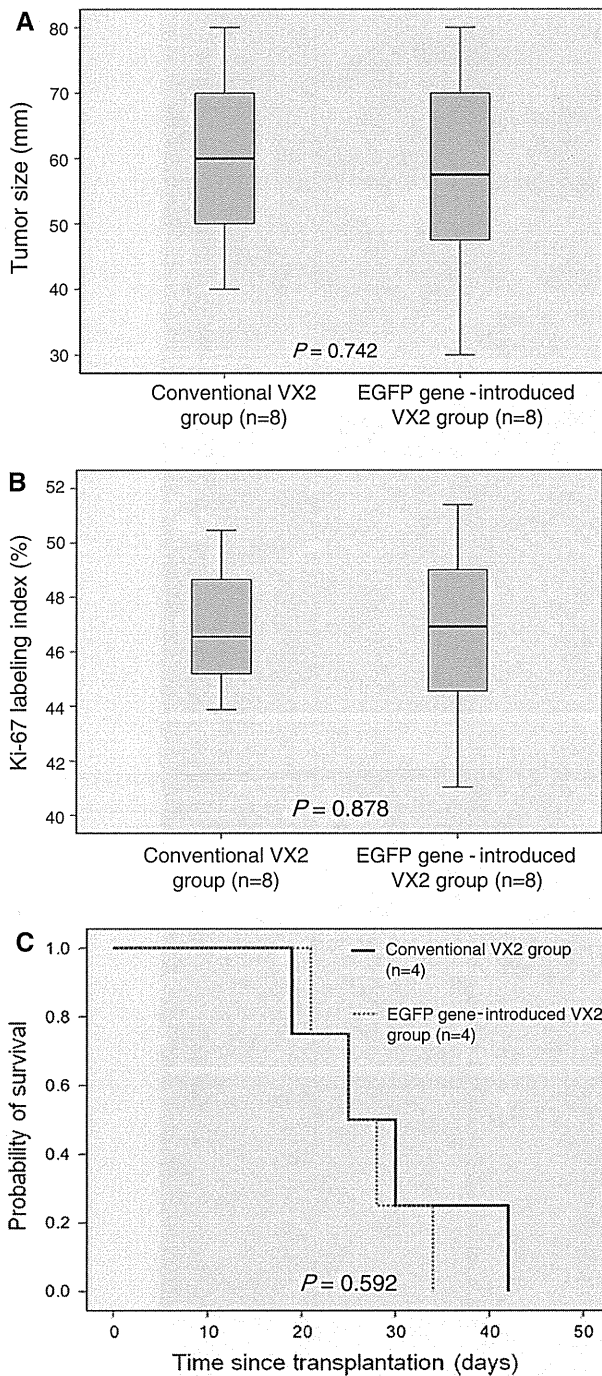 A
80
70
60
50
40
30
Tumor size (mm)
P = 0.742
Conventional VX2
group (n=8)
EGFP gene-introduced
VX2 group (n=8)
B
52
50
48
46
44
42
40
Ki-67 labeling index (%)
P = 0.878
Conventional VX2
group (n=8)
EGFP gene-introduced
VX2 group (n=8)
C
1.0
0.8
0.6
0.4
0.2
0.0
Probability of survival
Conventional VX2 group
(n=4)
EGFP gene-introduced VX2
group (n=4)
P = 0.592
0 10 20 30 40 50
Time since transplantation (days)